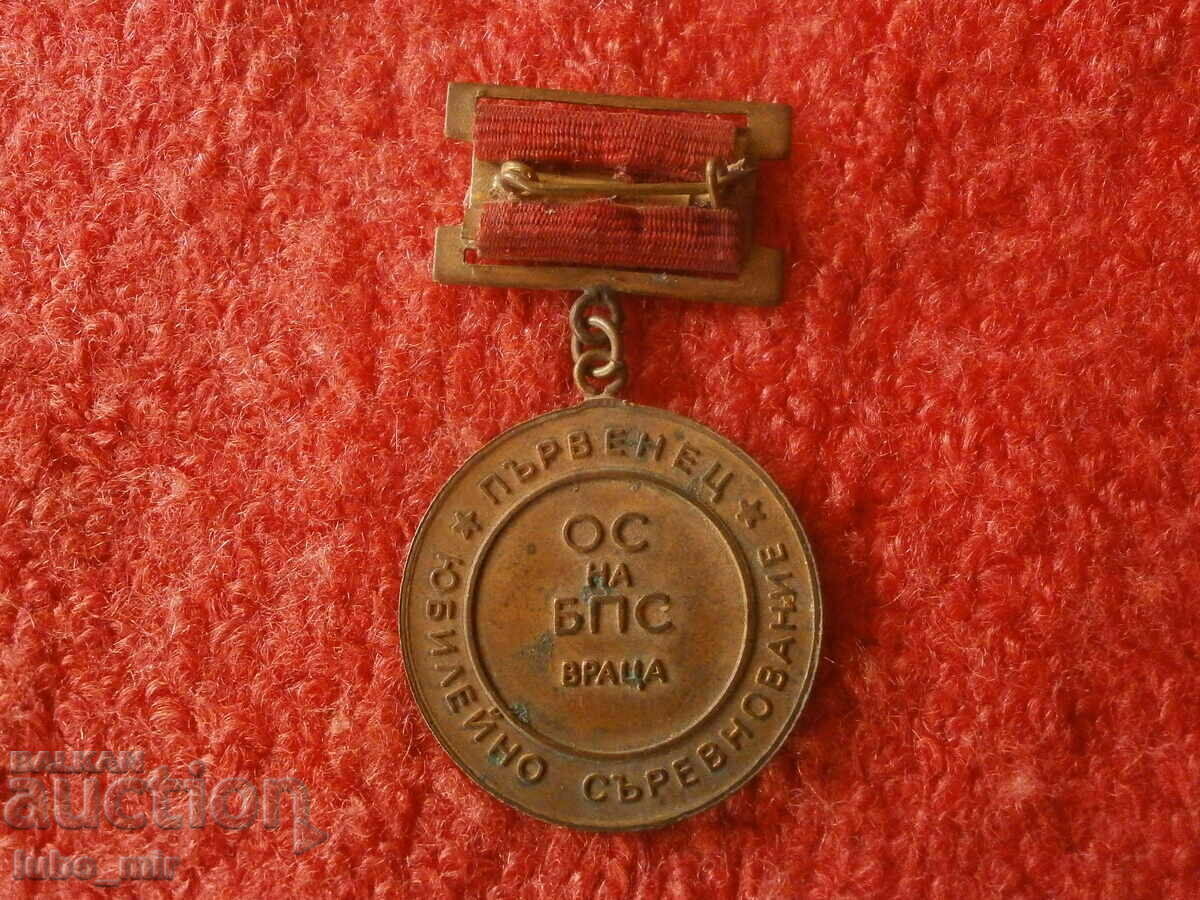 ПЪРВЕНЕЦ
ЮБИЛЕЙНО СЪРЕВНОВАНИЕ
ОС
НА
БПС
ВРАЦА
BALKAN
auction
lubo_mir